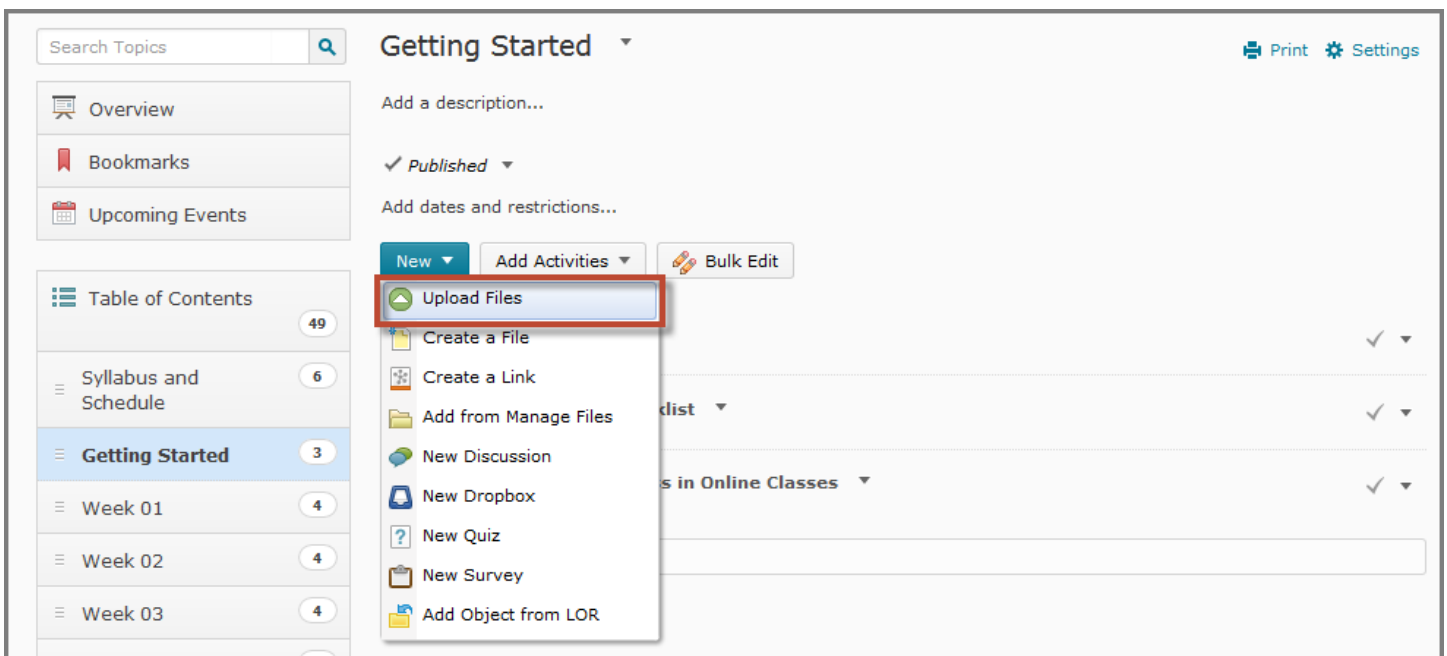 Search Topics
Overview
Bookmarks
Upcoming Events
Table of Contents
49
Syllabus and
Schedule
6
Getting Started
3
Week 01
4
Week 02
4
Week 03
4
Getting Started
Print Settings
Add a description...
Published
Add dates and restrictions...
New Add Activities Bulk Edit
Upload Files
Create a File
Create a Link
Add from Manage Files
New Discussion
New Dropbox
New Quiz
New Survey
Add Object from LOR
s in Online Classes